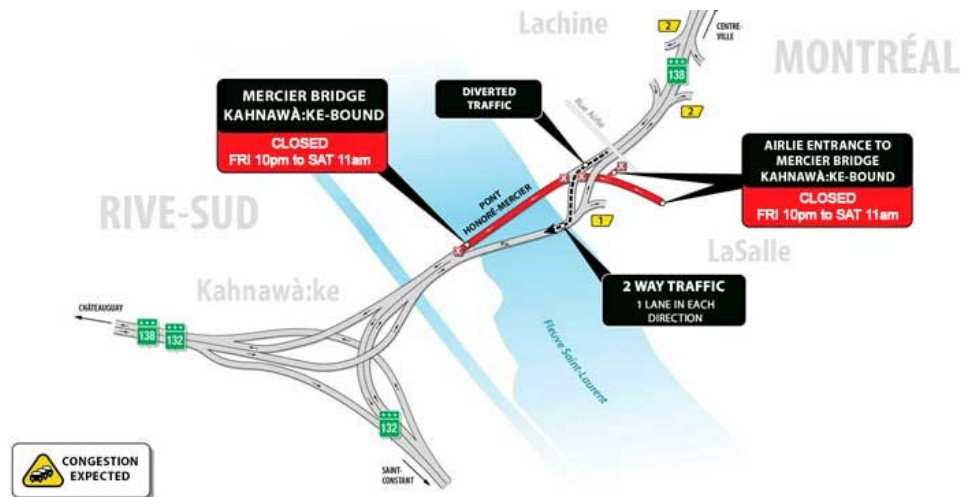 Lachine
2
CENTRE-
VILLE
MONTRÉAL
138
2
MERCIER BRIDGE
KAHNAWÀ:KE-BOUND
CLOSED
FRI 10pm to SAT 11am
DIVERTED
TRAFFIC
Rue Airlie
AIRLIE ENTRANCE TO
MERCIER BRIDGE
KAHNAWÀ:KE-BOUND
CLOSED
FRI 10pm to SAT 11am
PONT
HONORÉ-MERCIER
RIVE-SUD
1
LaSalle
Kahnawà:ke
2 WAY TRAFFIC
1 LANE IN EACH
DIRECTION
CHÂTEAUGUAY
138
132
Fleuve Saint-Laurent
132
CONGESTION
EXPECTED
SAINT-
CONSTANT